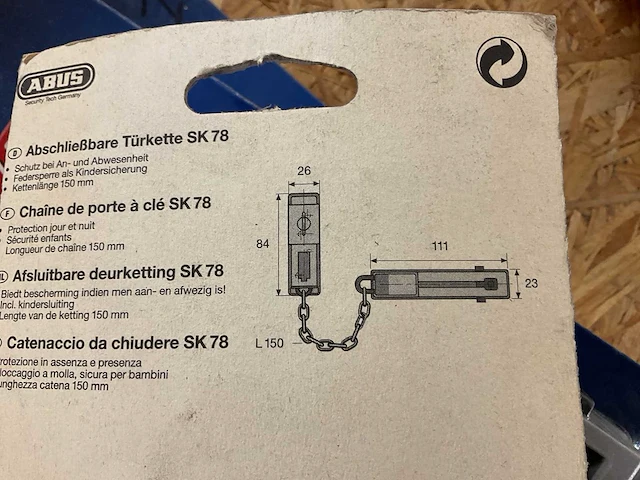 ABUS
Security Tech Germany
D Abschließbare Türkette SK 78
• Schutz bei An- und Abwesenheit
• Federsperre als Kindersicherung
• Kettenlänge 150 mm
F Chaîne de porte à clé SK 78
• Protection jour et nuit
• Sécurité enfants
Longueur de chaîne 150 mm
NL Afsluitbare deurketting SK 78
Biedt bescherming indien men aan- en afwezig is!
Incl. kindersluiting
Lengte van de ketting 150 mm
Catenaccio da chiudere SK 78
Protezione in assenza e presenza
Bloccaggio a molla, sicura per bambini
Lunghezza catena 150 mm
26
84
111
23
L 150